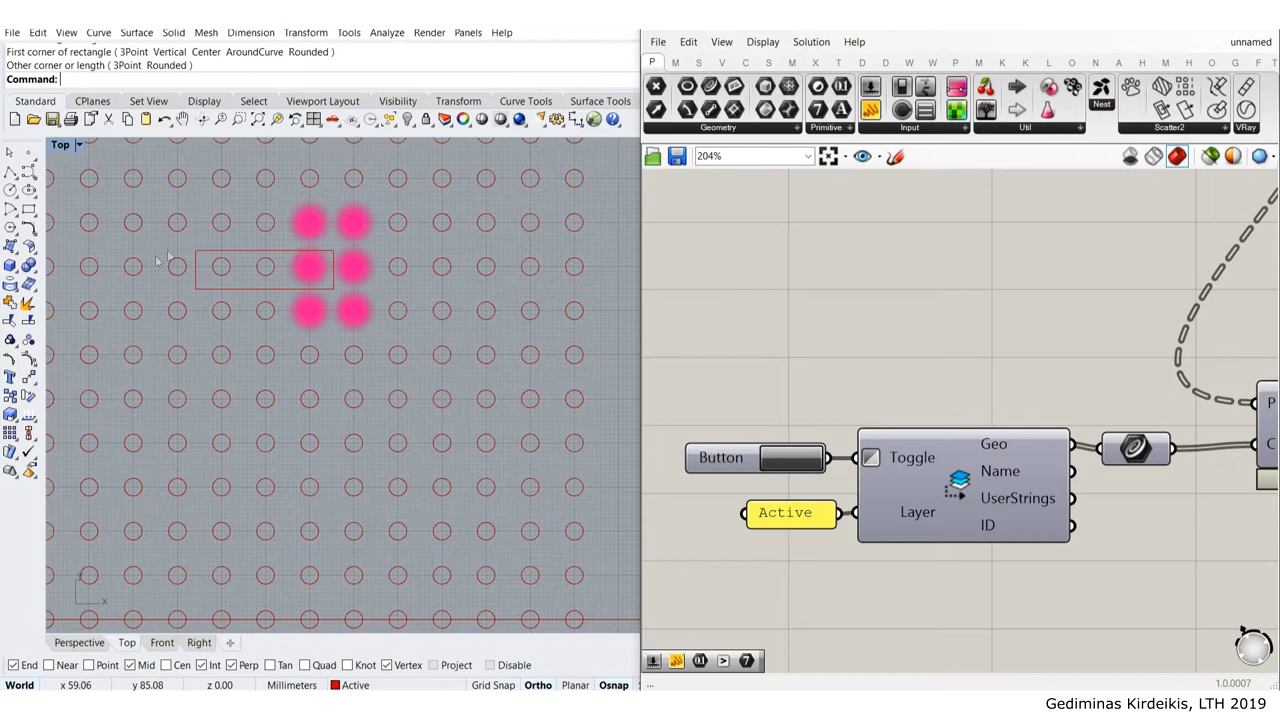 File Edit View Curve Surface Solid Mesh Dimension Transform Tools Analyze Render Panels Help
First corner of rectangle ( 3Point Vertical Center AroundCurve Rounded )
Other corner or length ( 3Point Rounded )
Command:
Standard CPlanes Set View Display Select Viewport Layout Visibility Transform Curve Tools Surface Tools
Top
y
x
Perspective Top Front Right
End Near Point Mid Cen Int Perp Tan Quad Knot Vertex Project Disable
World x 59.06 y 85.08 z 0.00 Millimeters Active Grid Snap Ortho Planar Osnap
File Edit View Display Solution Help unnamed
P M S V C S M I T D D W P M U L K O N H O F T
Nest
Geometry Primitive Input Util Scatter2 VRay
204%
P
C
Button Toggle Geo
Name
UserStrings
Active Layer ID
...
1.0.0007
Gediminas Kirdeikis, LTH 2019